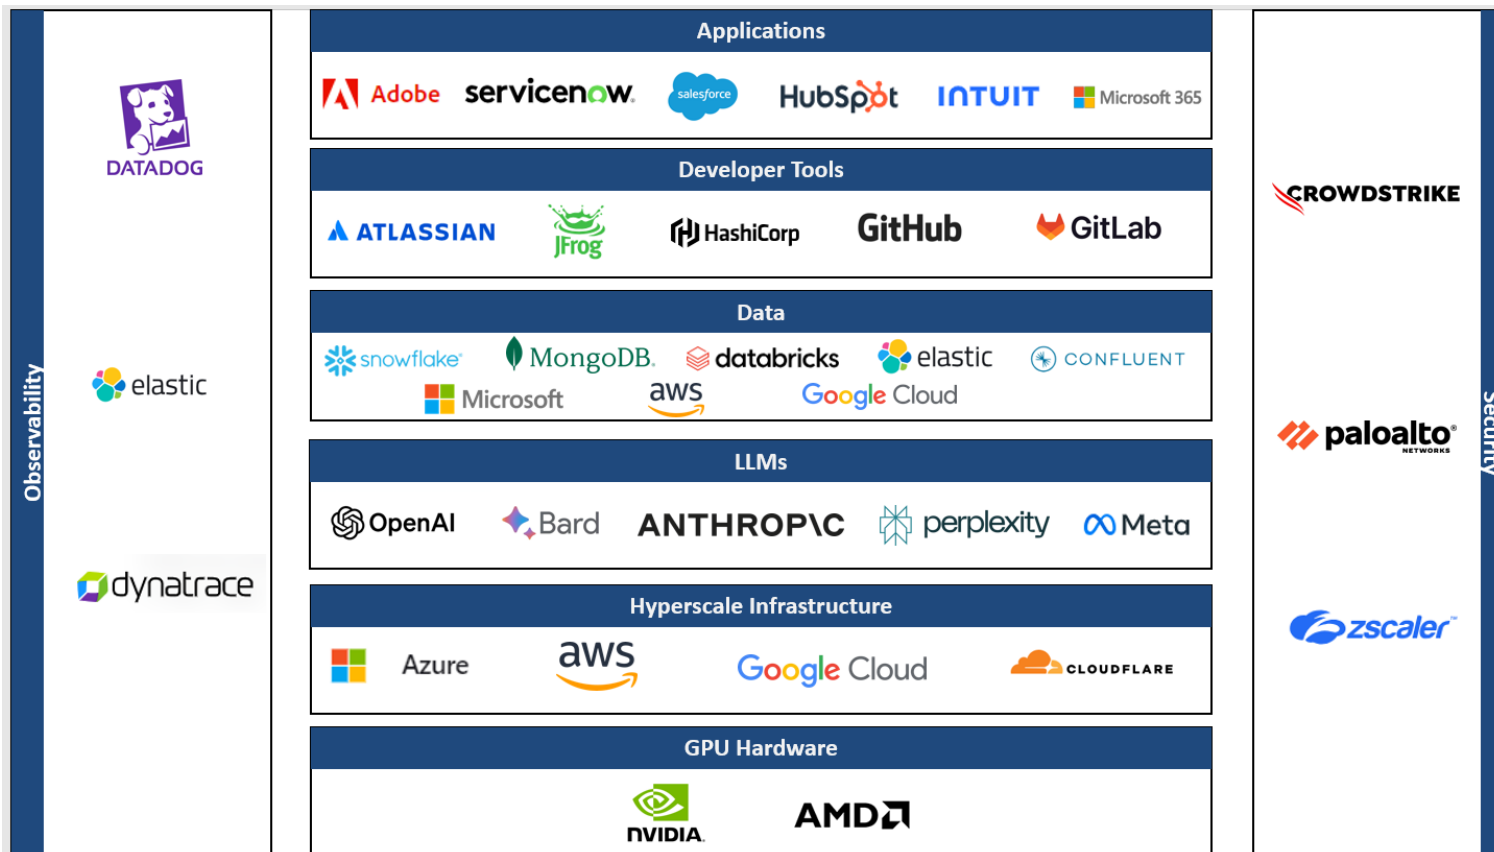 Applications
Adobe servicenow. salesforce HubSpot INTUIT Microsoft 365
Developer Tools
ATLASSIAN JFrog HashiCorp GitHub GitLab
Data
snowflake® MongoDB. databricks elastic CONFLUENT
Microsoft aws Google Cloud
LLMs
OpenAI Bard ANTHROP\C perplexity Meta
Hyperscale Infrastructure
Azure aws Google Cloud CLOUDFLARE
GPU Hardware
NVIDIA. AMD
Observability
DATADOG
elastic
dynatrace
Security
CROWDSTRIKE
paloalto®
NETWORKS
zscaler™